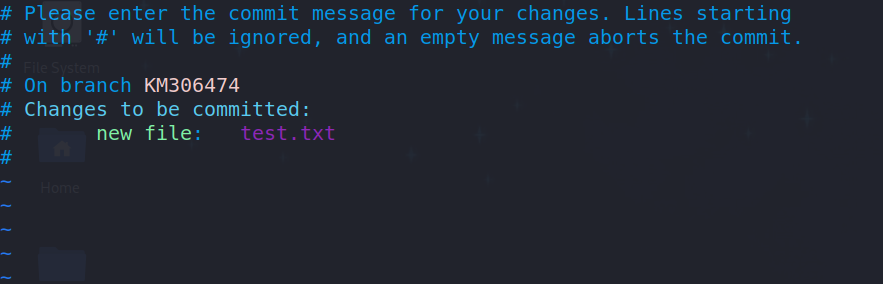 # Please enter the commit message for your changes. Lines starting
# with '#' will be ignored, and an empty message aborts the commit.
File System
#
# On branch KM306474
# Changes to be committed:
#       new file:   test.txt
#
~
Home
~
~
~
~